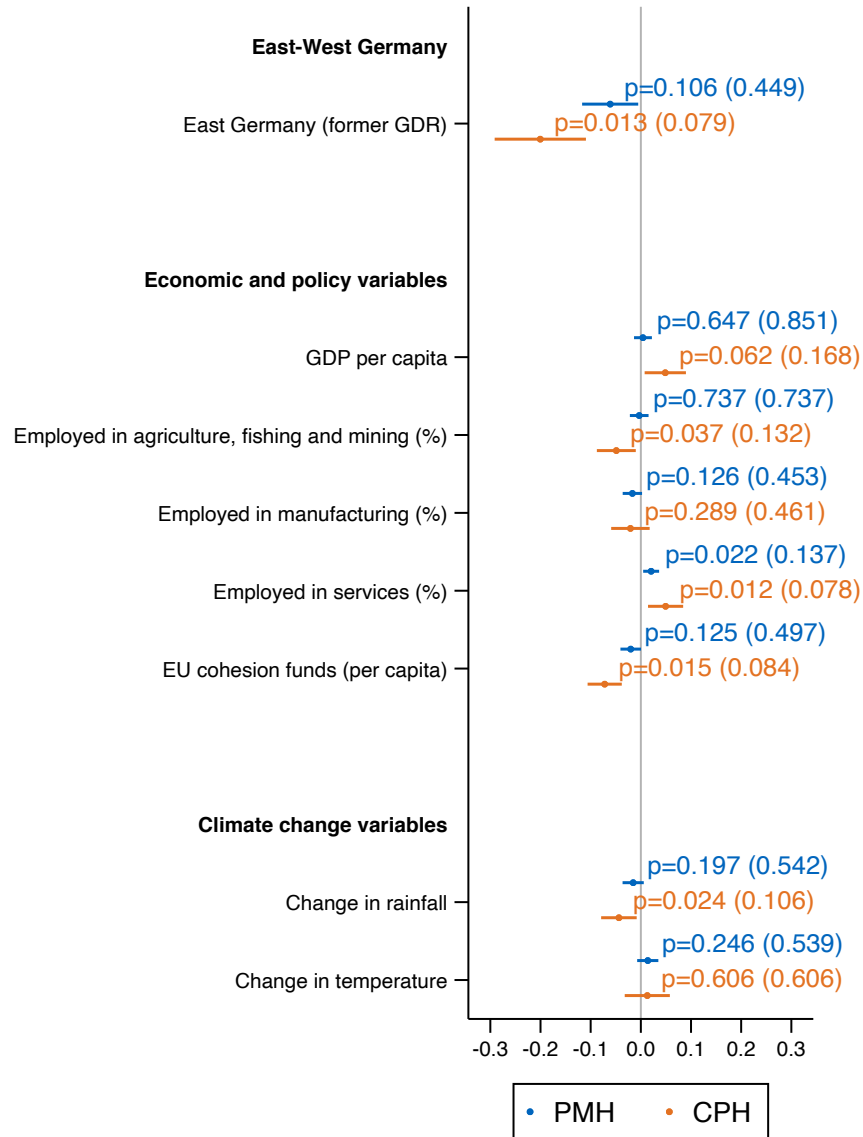 East-West Germany
p=0.106 (0.449)
East Germany (former GDR)
p=0.013 (0.079)
Economic and policy variables
p=0.647 (0.851)
GDP per capita
p=0.062 (0.168)
p=0.737 (0.737)
Employed in agriculture, fishing and mining (%)
p=0.037 (0.132)
p=0.126 (0.453)
Employed in manufacturing (%)
p=0.289 (0.461)
p=0.022 (0.137)
Employed in services (%)
p=0.012 (0.078)
p=0.125 (0.497)
EU cohesion funds (per capita)
p=0.015 (0.084)
Climate change variables
p=0.197 (0.542)
Change in rainfall
p=0.024 (0.106)
p=0.246 (0.539)
Change in temperature
p=0.606 (0.606)
-0.3 -0.2 -0.1 0.0 0.1 0.2 0.3
PMH CPH